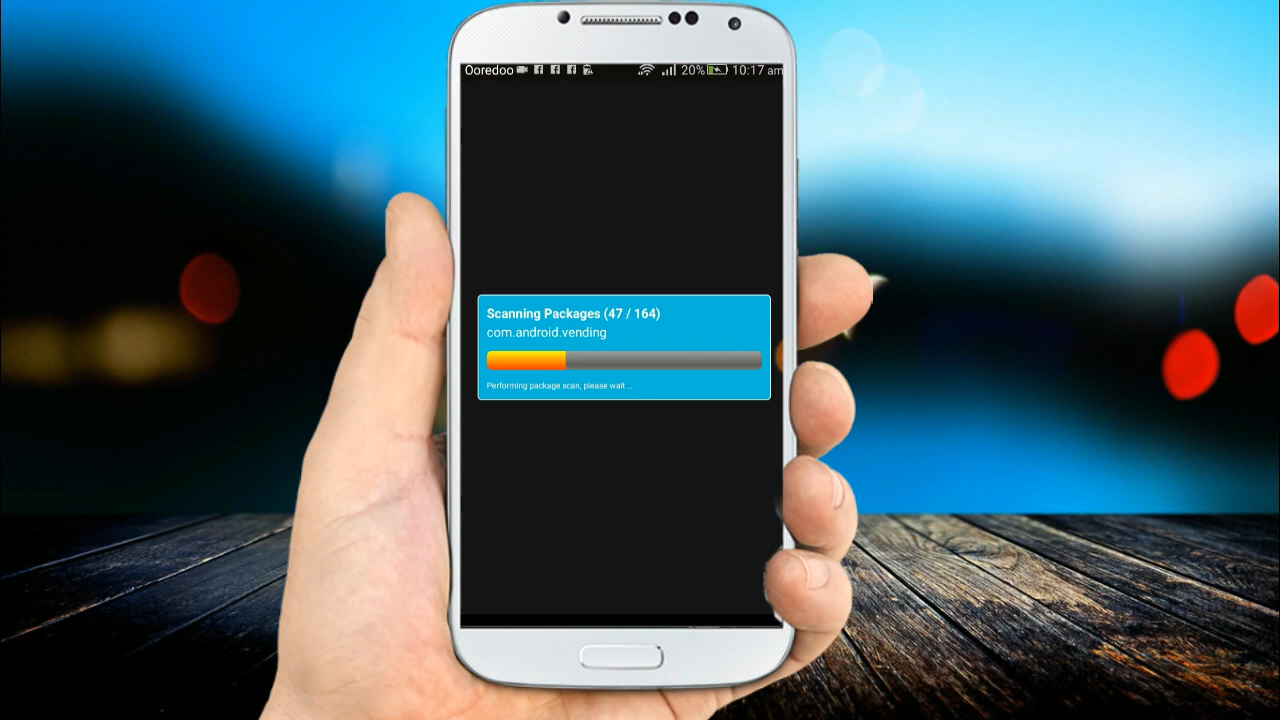 Ooredoo 20% 10:17 am
Scanning Packages (47 / 164)
com.android.vending
Performing package scan, please wait ...